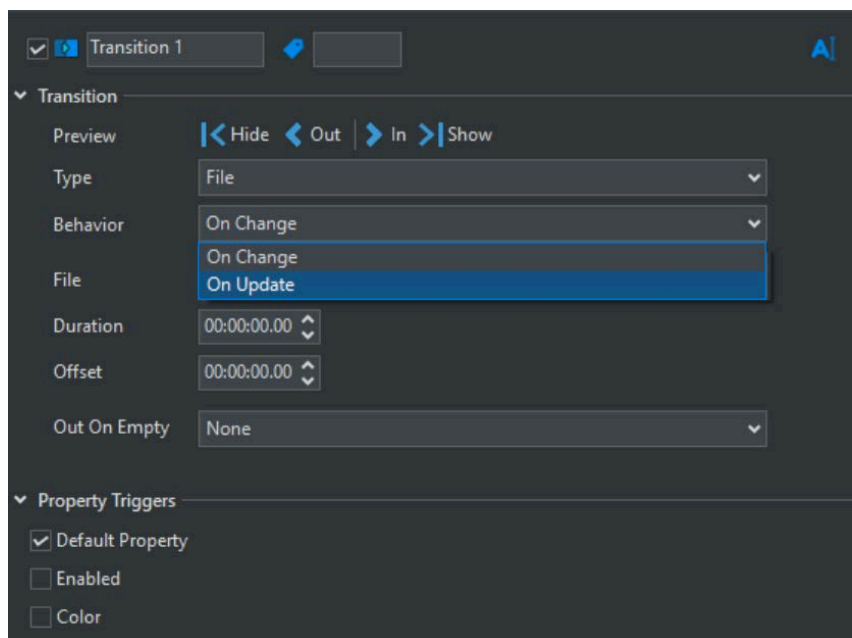 Transition 1
Transition
Preview Hide Out In Show
Type File
Behavior On Change
On Change
File On Update
Duration 00:00:00.00
Offset 00:00:00.00
Out On Empty None
Property Triggers
Default Property
Enabled
Color